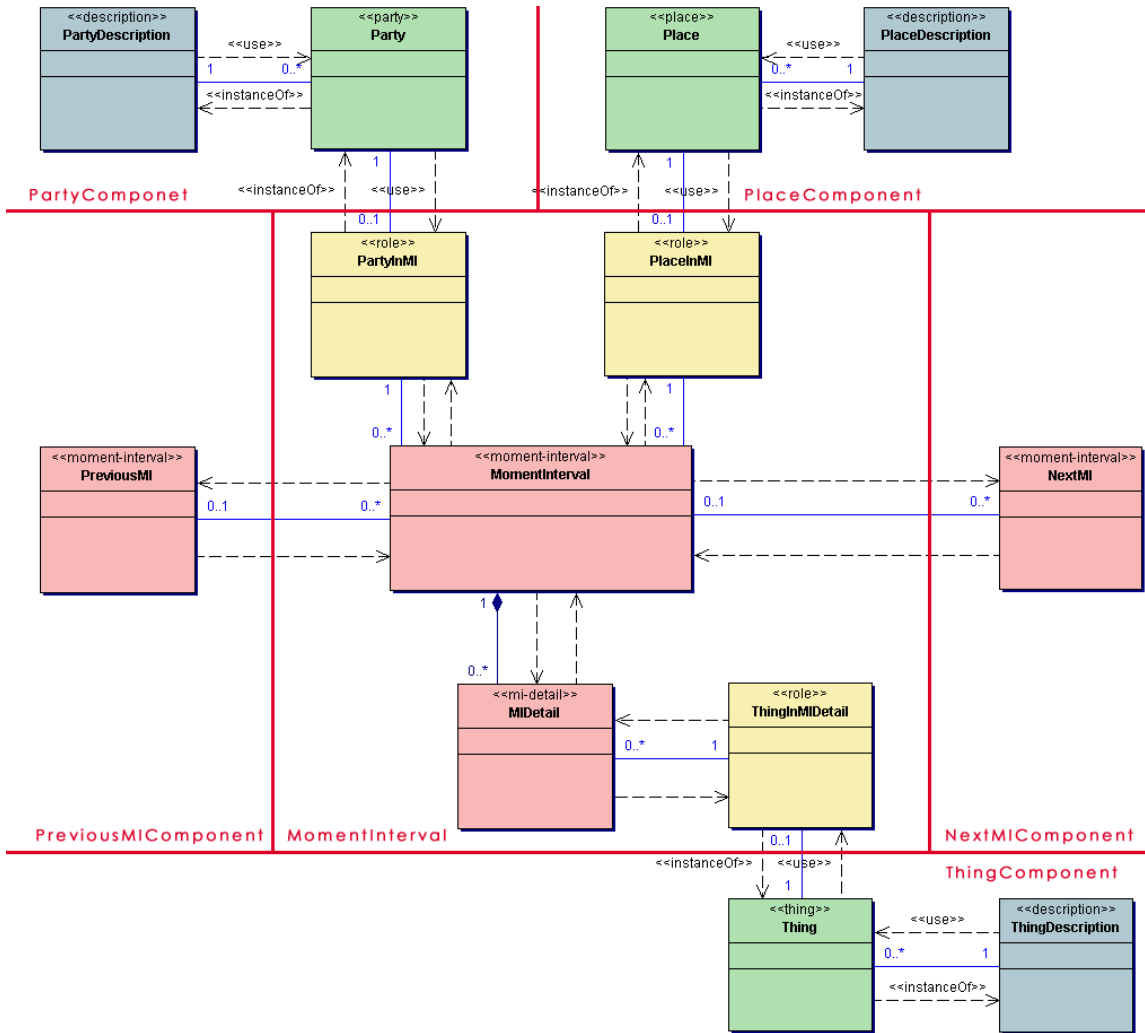 <<description>>
PartyDescription
<<use>>
1
0..*
<<instanceOf>>
<<party>>
Party
<<place>>
Place
<<use>>
0..*
1
<<instanceOf>>
<<description>>
PlaceDescription
1
<<instanceOf>>
<<use>>
0..1
1
<<instanceOf>>
<<use>>
0..1
PartyComponet
PlaceComponent
<<role>>
PartyInMI
<<role>>
PlaceInMI
1
0..*
1
0..*
<<moment-interval>>
PreviousMI
0..1
0..*
<<moment-interval>>
MomentInterval
0..1
0..*
<<moment-interval>>
NextMI
1
0..*
<<mi-detail>>
MIDetail
0..*
1
<<role>>
ThingInMIDetail
PreviousMIComponent
MomentInterval
NextMIComponent
0..1
<<instanceOf>>
<<use>>
1
ThingComponent
<<thing>>
Thing
<<use>>
0..*
1
<<instanceOf>>
<<description>>
ThingDescription